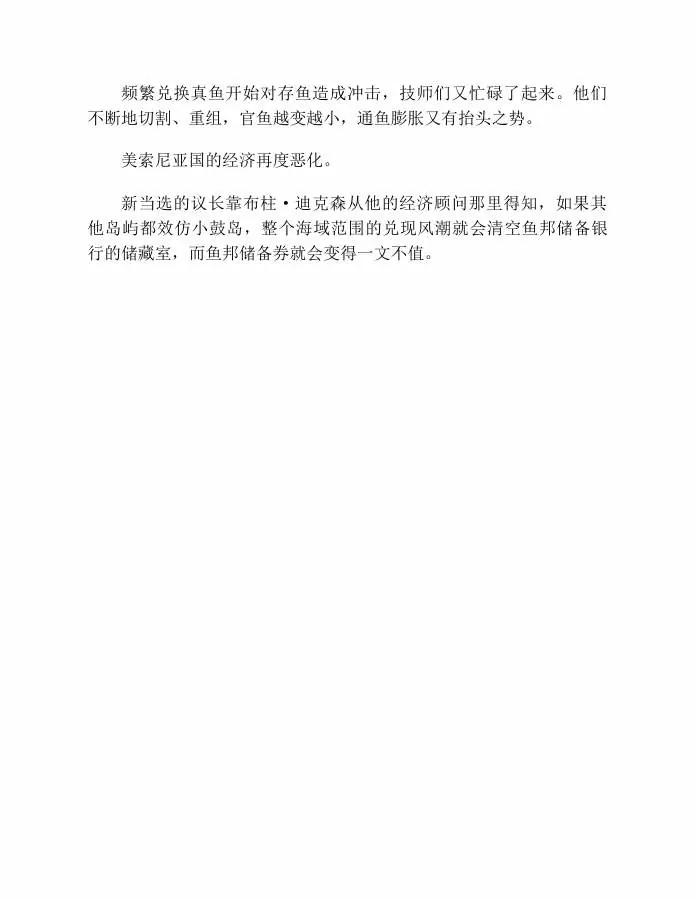 频繁兑换真鱼开始对存鱼造成冲击，技师们又忙碌了起来。他们
不断地切割、重组，官鱼越变越小，通鱼膨胀又有抬头之势。
美索尼亚国的经济再度恶化。
新当选的议长靠布柱·迪克森从他的经济顾问那里得知，如果其
他岛屿都效仿小鼓岛，整个海域范围的兑现风潮就会清空鱼邦储备银
行的储藏室，而鱼邦储备券就会变得一文不值。